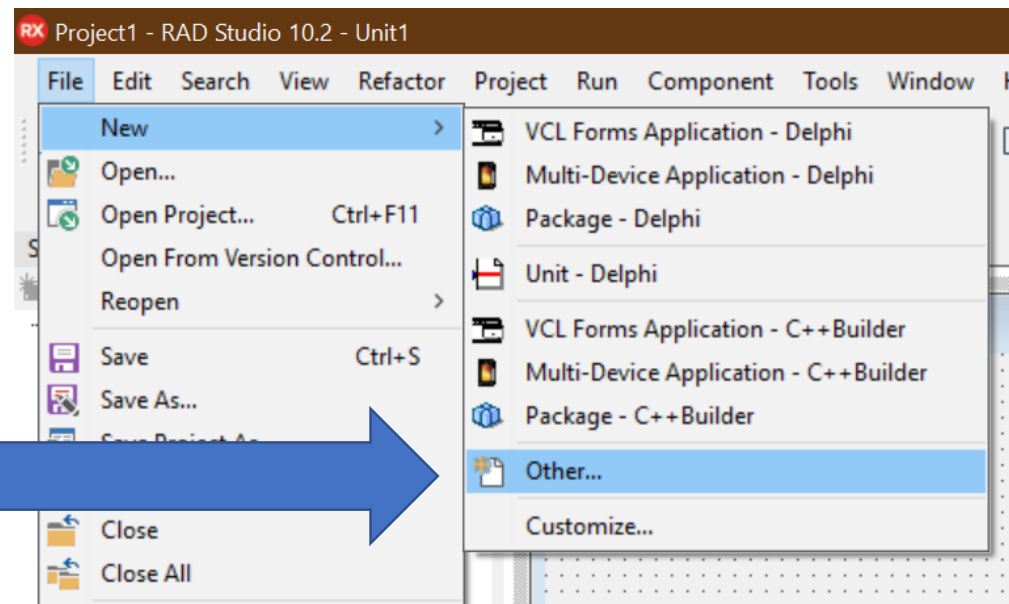 RX Project1 - RAD Studio 10.2 - Unit1
File Edit Search View Refactor Project Run Component Tools Window
New
Open...
Open Project... Ctrl+F11
Open From Version Control...
Reopen
Save Ctrl+S
Save As...
Save Project As
Close
Close All
VCL Forms Application - Delphi
Multi-Device Application - Delphi
Package - Delphi
Unit - Delphi
VCL Forms Application - C++Builder
Multi-Device Application - C++Builder
Package - C++Builder
Other...
Customize...